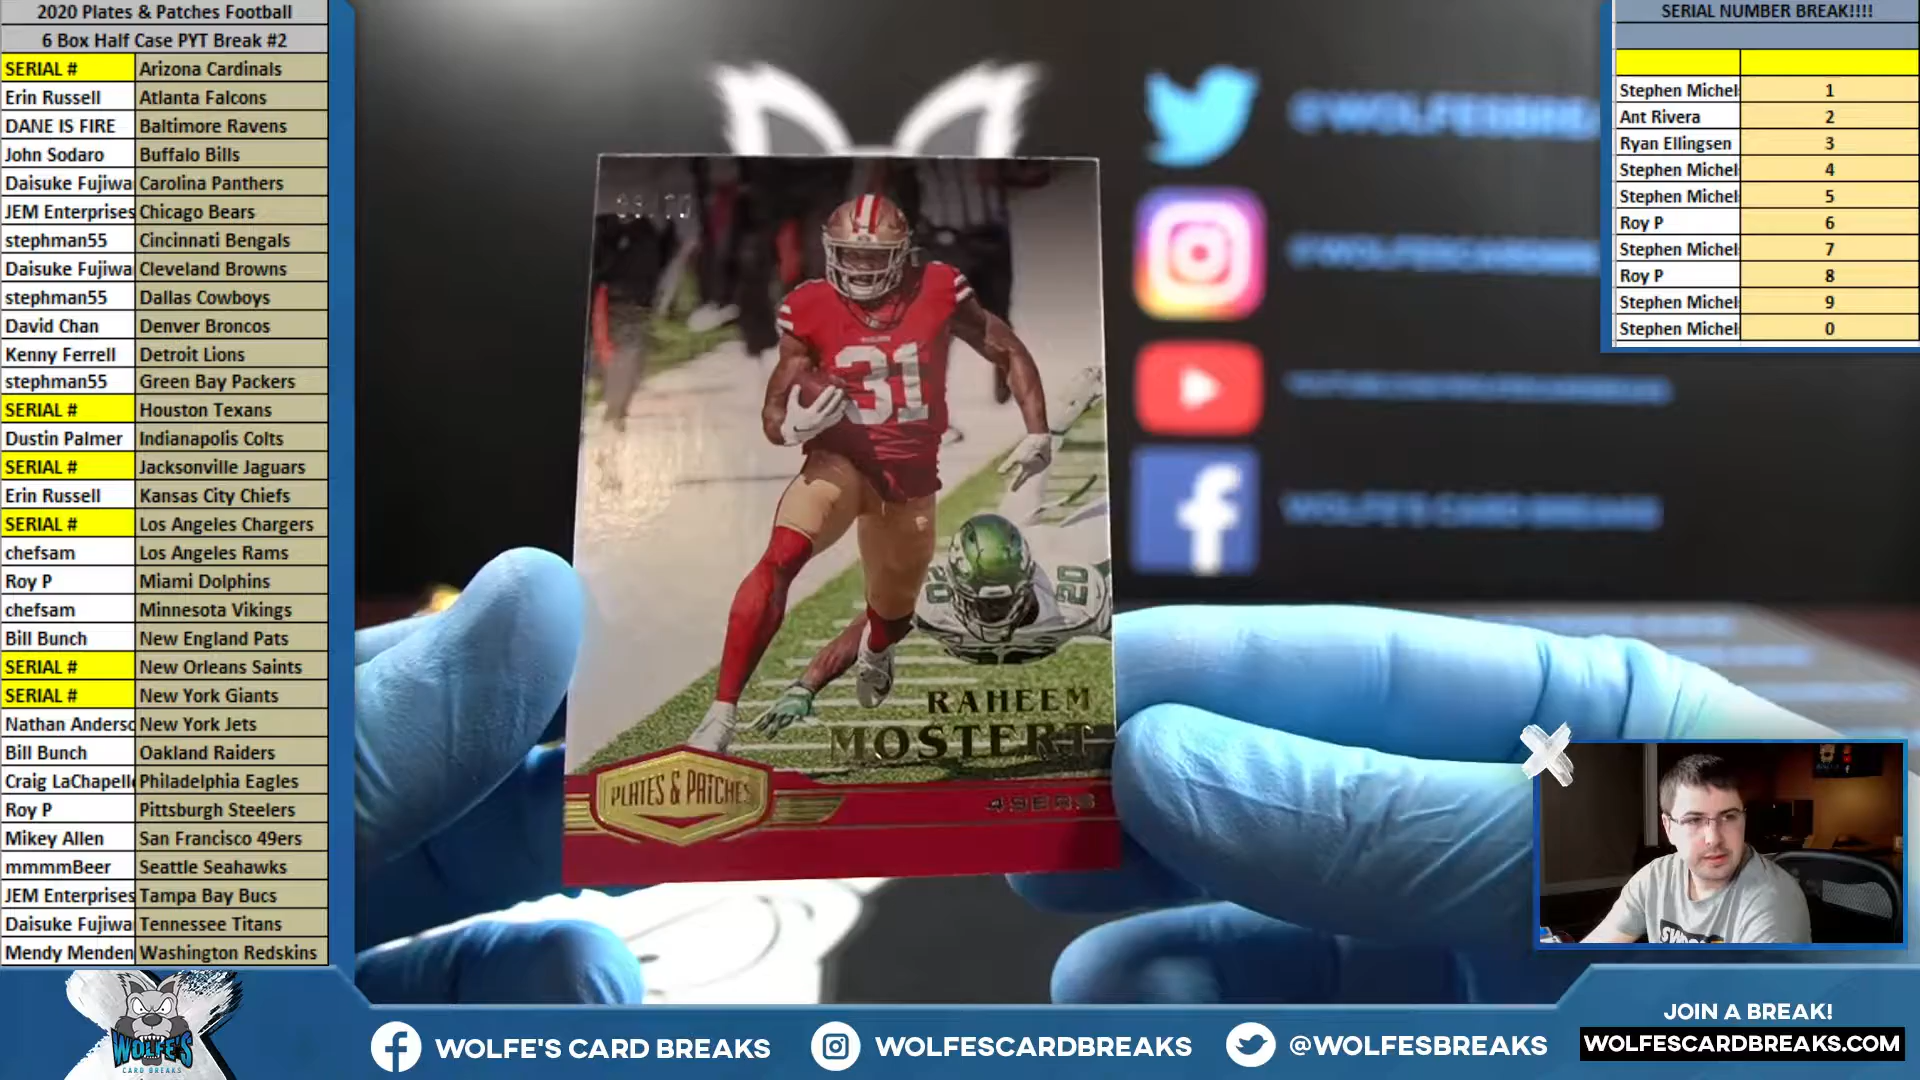 2020 Plates & Patches Football
6 Box Half Case PYT Break #2
SERIAL # Arizona Cardinals
Erin Russell Atlanta Falcons
DANE IS FIRE Baltimore Ravens
John Sodaro Buffalo Bills
Daisuke Fujiwa Carolina Panthers
JEM Enterprises Chicago Bears
stephman55 Cincinnati Bengals
Daisuke Fujiwa Cleveland Browns
stephman55 Dallas Cowboys
David Chan Denver Broncos
Kenny Ferrell Detroit Lions
stephman55 Green Bay Packers
SERIAL # Houston Texans
Dustin Palmer Indianapolis Colts
SERIAL # Jacksonville Jaguars
Erin Russell Kansas City Chiefs
SERIAL # Los Angeles Chargers
chefsam Los Angeles Rams
Roy P Miami Dolphins
chefsam Minnesota Vikings
Bill Bunch New England Pats
SERIAL # New Orleans Saints
SERIAL # New York Giants
Nathan Anderso New York Jets
Bill Bunch Oakland Raiders
Craig LaChapelle Philadelphia Eagles
Roy P Pittsburgh Steelers
Mikey Allen San Francisco 49ers
mmmmBeer Seattle Seahawks
JEM Enterprises Tampa Bay Bucs
Daisuke Fujiwa Tennessee Titans
Mendy Menden Washington Redskins
WOLFE'S
CARD BREAKS
31
20 20
RAHEEM
MOSTERT
PLATES & PATCHES
49ERS
WOLFE'S CARD BREAKS
SERIAL NUMBER BREAK!!!!
Stephen Michel 1
Ant Rivera 2
Ryan Ellingsen 3
Stephen Michel 4
Stephen Michel 5
Roy P 6
Stephen Michel 7
Roy P 8
Stephen Michel 9
Stephen Michel 0
WOLFE'S CARD BREAKS
WOLFESCARDBREAKS
@WOLFESBREAKS
JOIN A BREAK!
WOLFESCARDBREAKS.COM